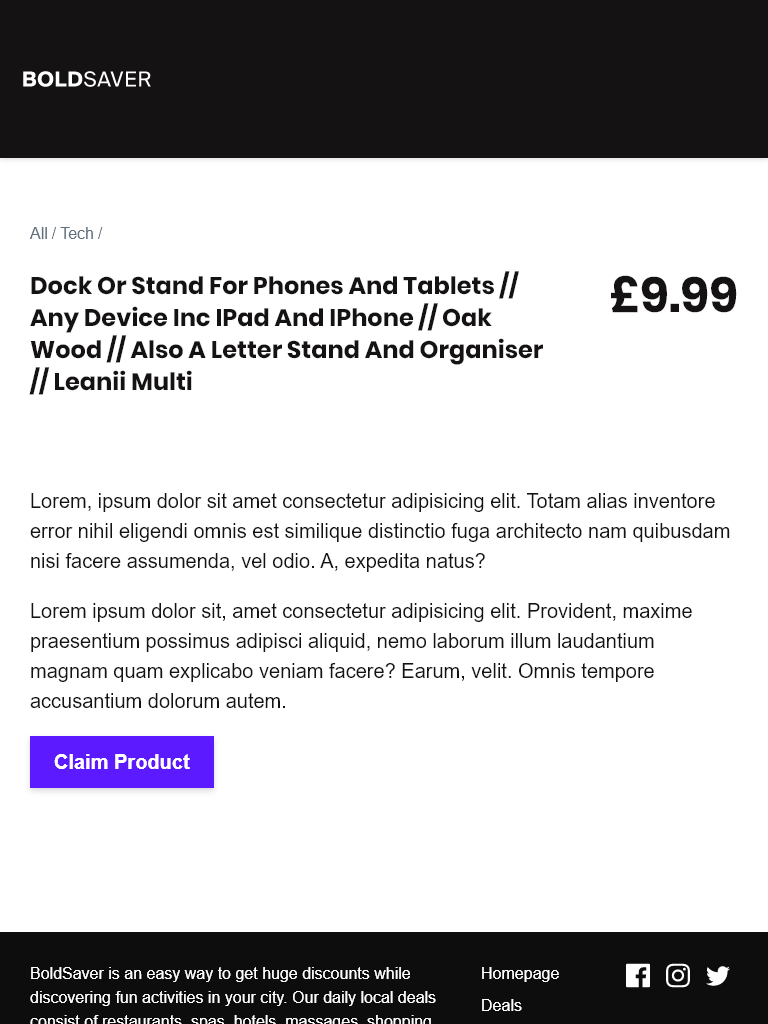 BOLDSAVER
All / Tech /
Dock Or Stand For Phones And Tablets //
Any Device Inc IPad And IPhone // Oak
Wood // Also A Letter Stand And Organiser
// Leanii Multi
£9.99
Lorem, ipsum dolor sit amet consectetur adipisicing elit. Totam alias inventore
error nihil eligendi omnis est similique distinctio fuga architecto nam quibusdam
nisi facere assumenda, vel odio. A, expedita natus?
Lorem ipsum dolor sit, amet consectetur adipisicing elit. Provident, maxime
praesentium possimus adipisci aliquid, nemo laborum illum laudantium
magnam quam explicabo veniam facere? Earum, velit. Omnis tempore
accusantium dolorum autem.
Claim Product
BoldSaver is an easy way to get huge discounts while
discovering fun activities in your city. Our daily local deals
consist of restaurants, spas, hotels, massages, shopping
Homepage
Deals